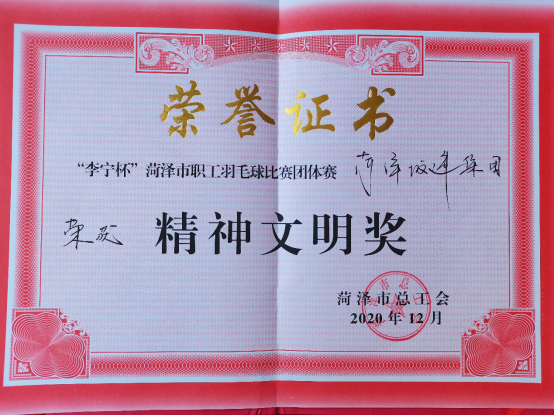 荣誉证书
“李宁杯”菏泽市职工羽毛球比赛团体赛 菏泽城建集团
荣获 精神文明奖
菏泽市总工会
2020年12月